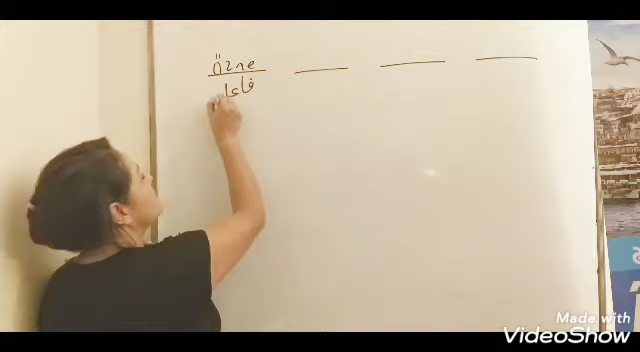 Özne
فاعل
Made with
VideoShow